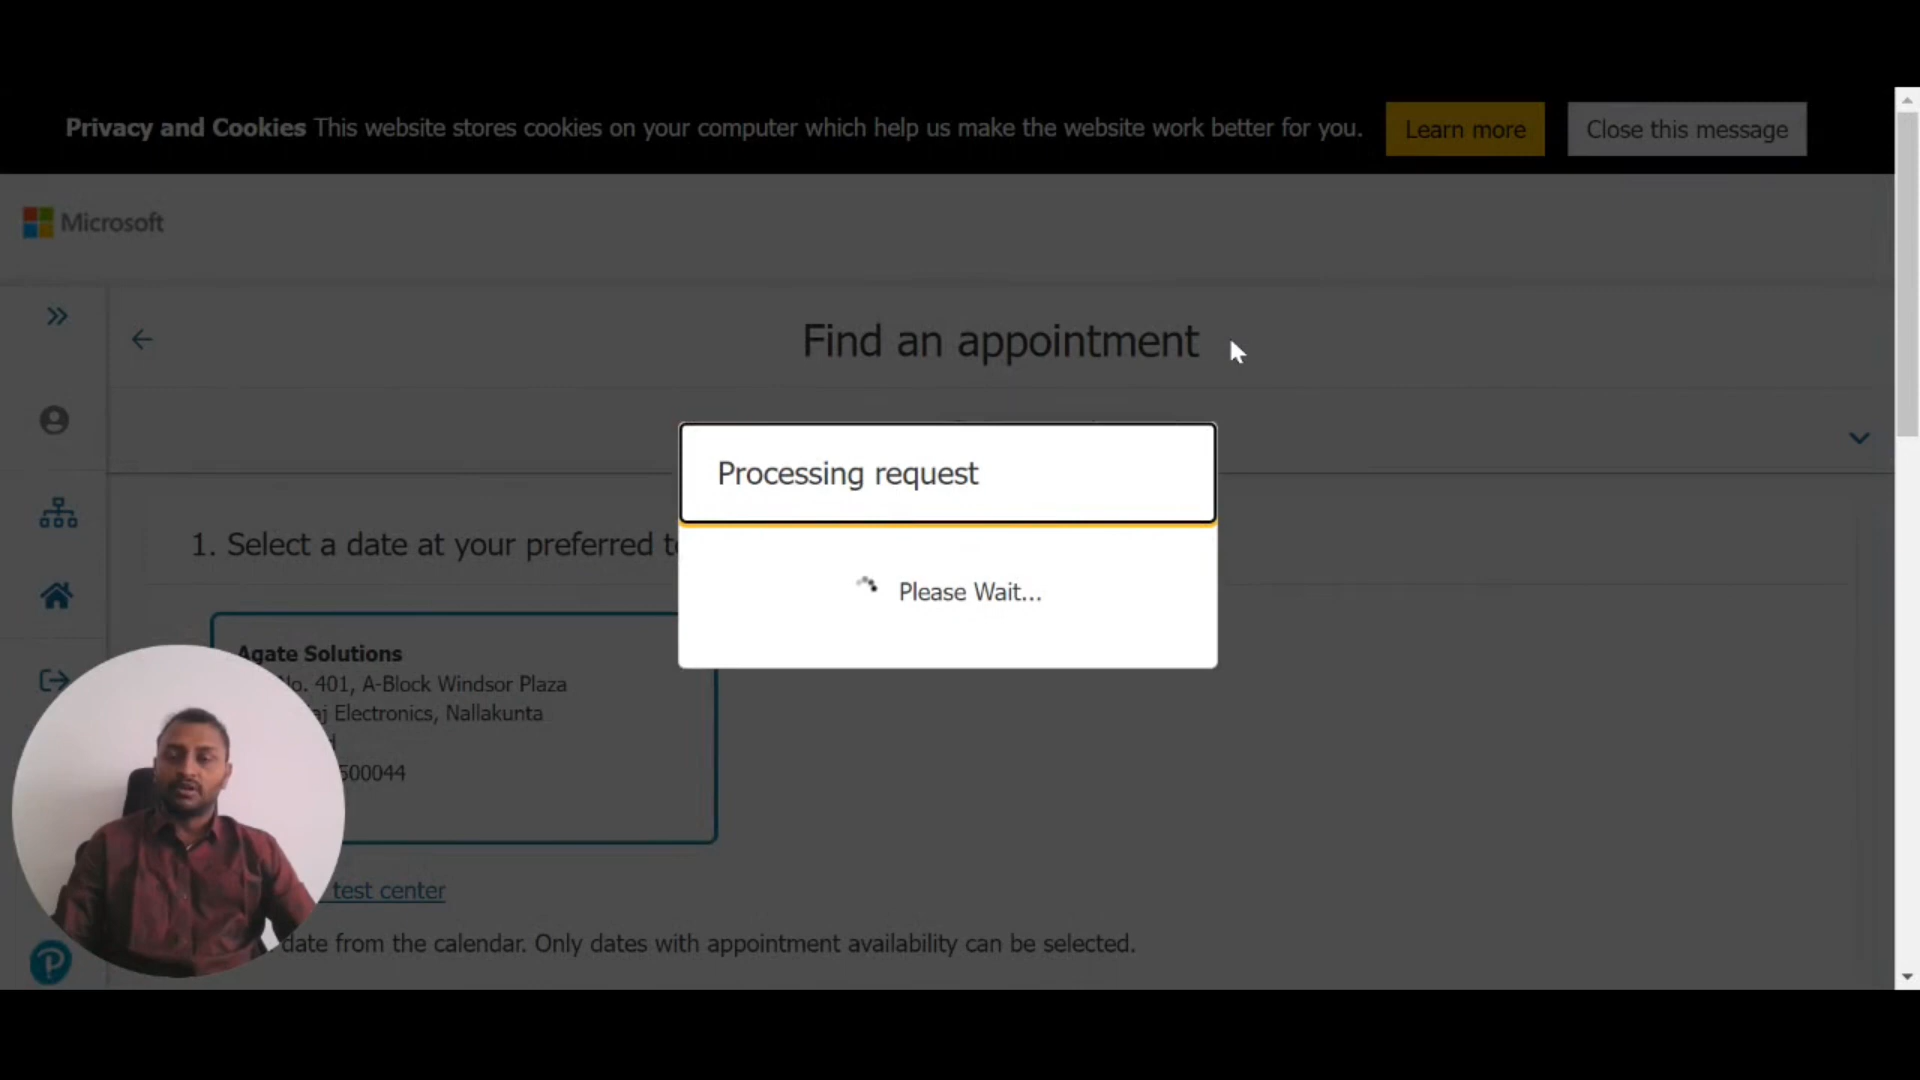 Privacy and Cookies This website stores cookies on your computer which help us make the website work better for you.
Learn more
Close this message
Microsoft
Find an appointment
Processing request
Please Wait...
1. Select a date at your preferred
Agate Solutions
401, A-Block Windsor Plaza
Electronics, Nallakunta
500044
test center
date from the calendar. Only dates with appointment availability can be selected.